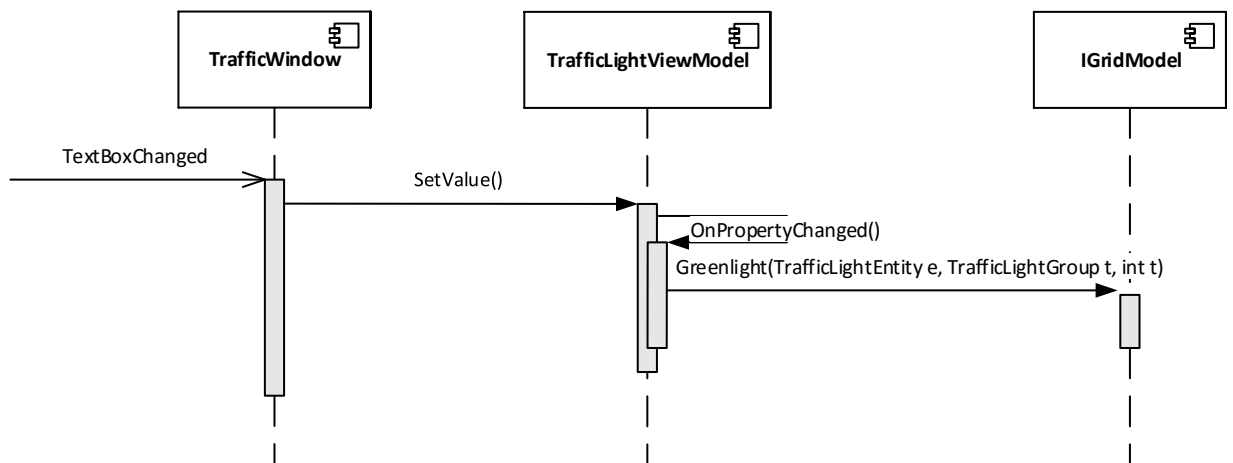 TrafficWindow
TrafficLightViewModel
IGridModel
TextBoxChanged
SetValue()
OnPropertyChanged()
Greenlight(TrafficLightEntity e, TrafficLightGroup t, int t)